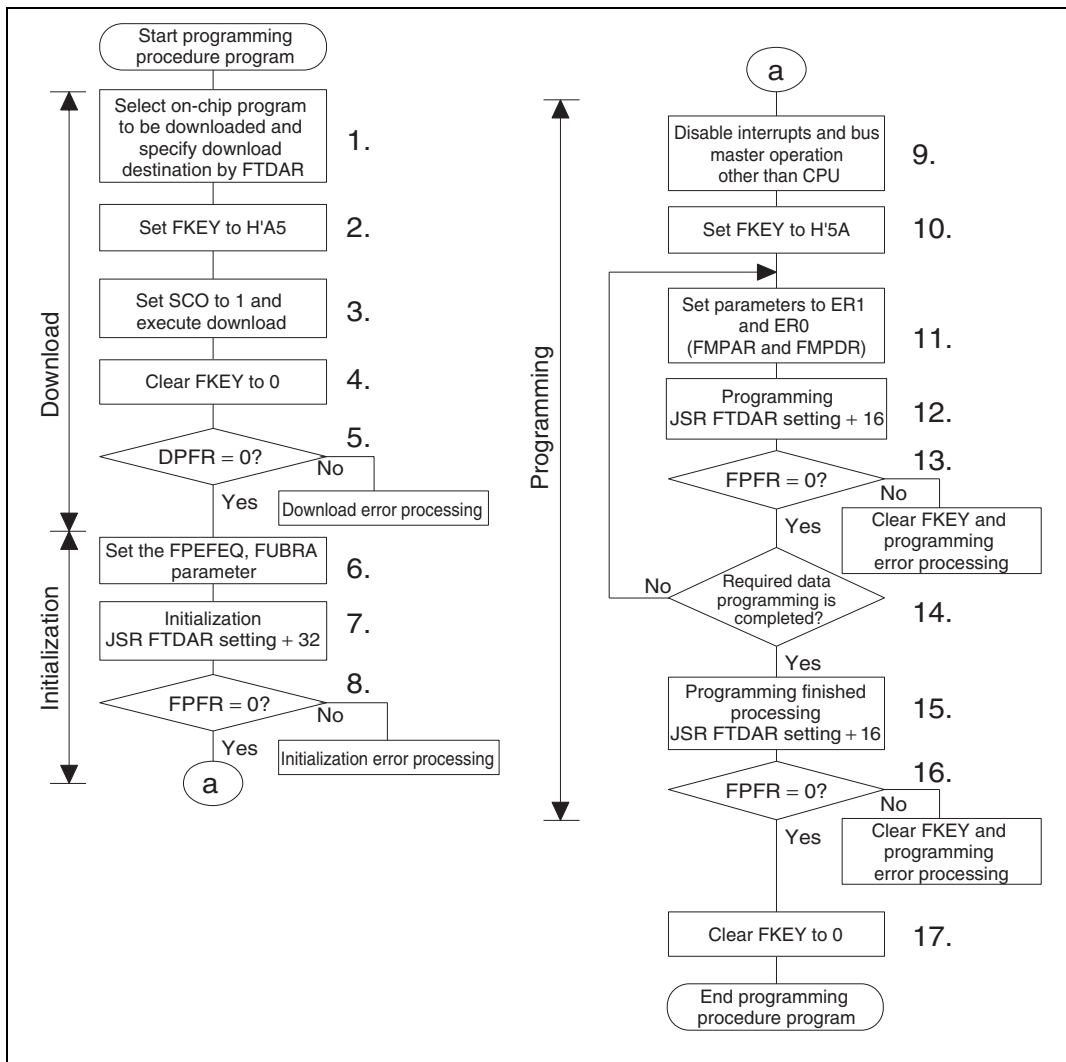 Start programming
procedure program
Download
Select on-chip program
to be downloaded and
specify download
destination by FTDAR
1.
Set FKEY to H'A5
2.
Set SCO to 1 and
execute download
3.
Clear FKEY to 0
4.
5.
DPFR = 0?
No
Yes
Download error processing
Initialization
Set the FPEFEQ, FUBRA
parameter
6.
Initialization
JSR FTDAR setting + 32
7.
8.
FPFR = 0?
No
Yes
Initialization error processing
a
a
Programming
Disable interrupts and bus
master operation
other than CPU
9.
Set FKEY to H'5A
10.
Set parameters to ER1
and ER0
(FMPAR and FMPDR)
11.
Programming
JSR FTDAR setting + 16
12.
13.
FPFR = 0?
No
Yes
Clear FKEY and
programming
error processing
No
Required data
programming is
completed?
14.
Yes
Programming finished
processing
JSR FTDAR setting + 16
15.
16.
FPFR = 0?
No
Yes
Clear FKEY and
programming
error processing
Clear FKEY to 0
17.
End programming
procedure program